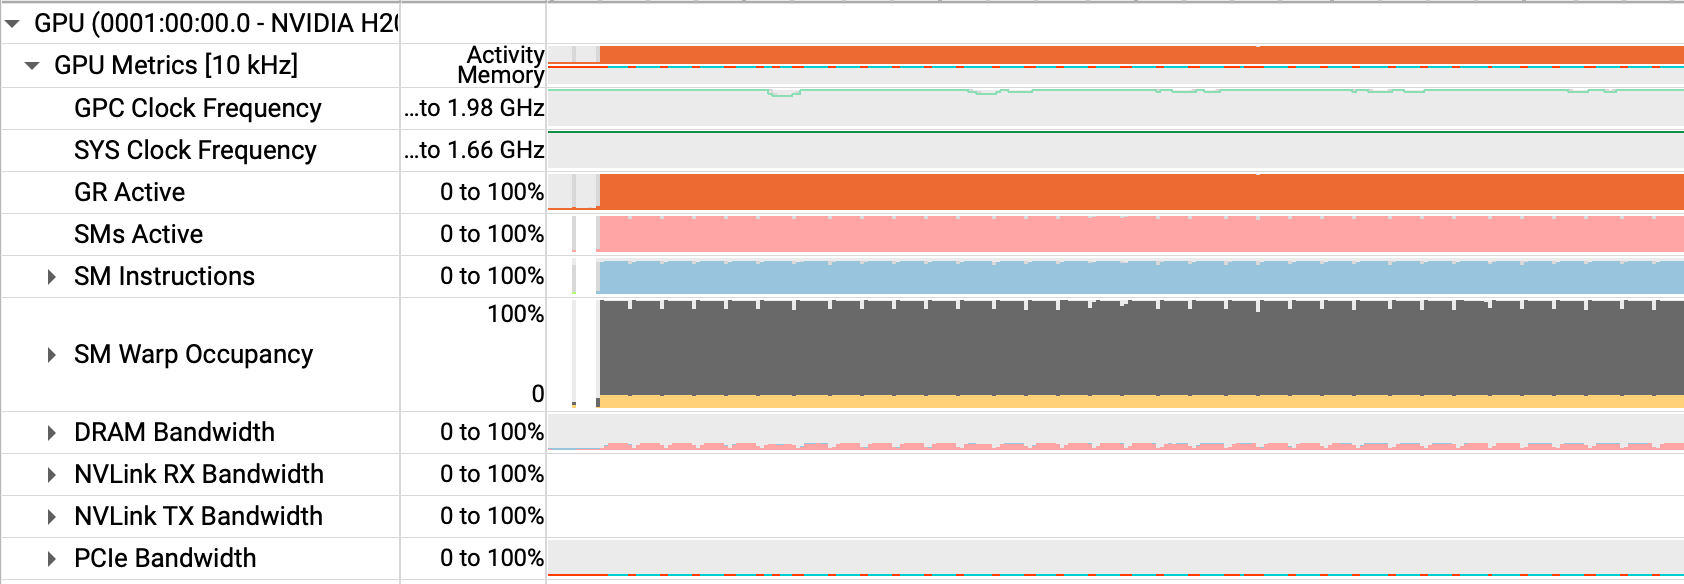 GPU (0001:00:00.0 - NVIDIA H20
GPU Metrics [10 kHz] Activity
Memory
GPC Clock Frequency ...to 1.98 GHz
SYS Clock Frequency ...to 1.66 GHz
GR Active 0 to 100%
SMs Active 0 to 100%
SM Instructions 0 to 100%
100%
SM Warp Occupancy
0
DRAM Bandwidth 0 to 100%
NVLink RX Bandwidth 0 to 100%
NVLink TX Bandwidth 0 to 100%
PCIe Bandwidth 0 to 100%